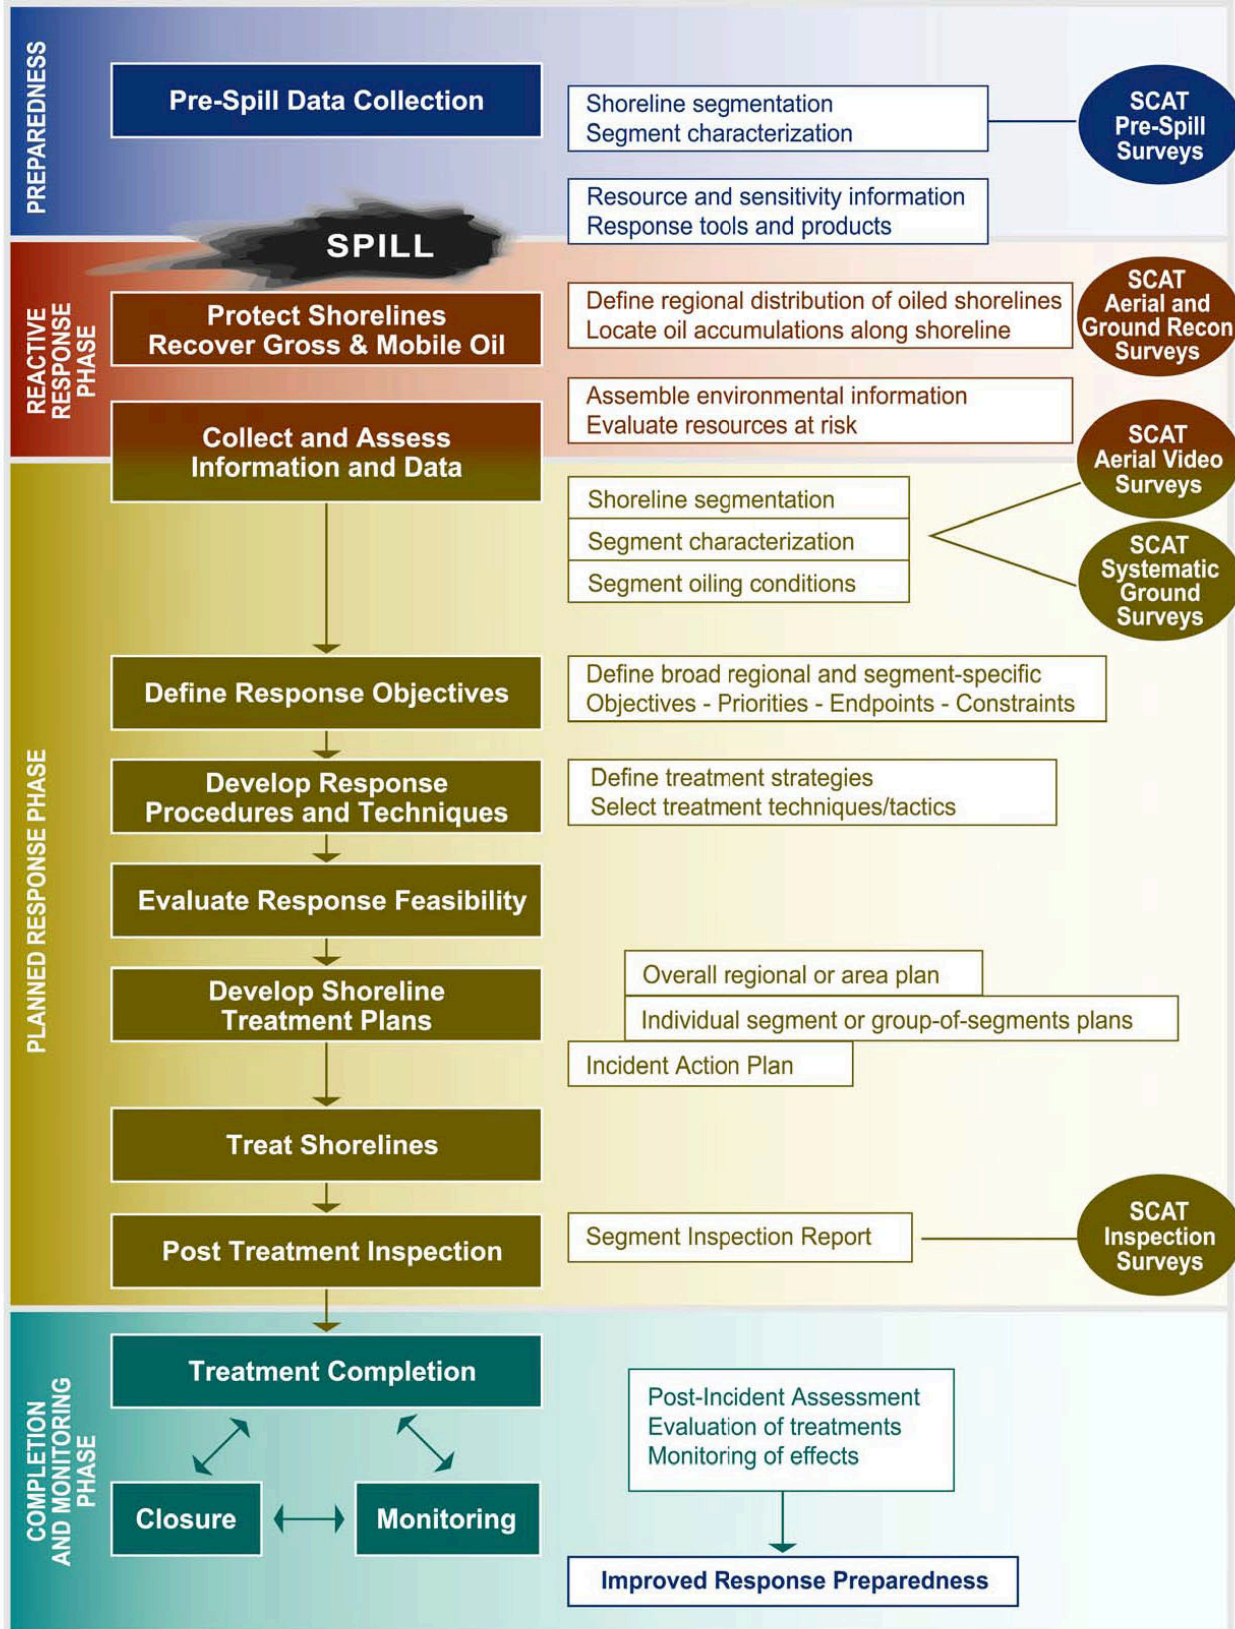 PREPAREDNESS
Pre-Spill Data Collection
Shoreline segmentation
Segment characterization
SCAT
Pre-Spill
Surveys
Resource and sensitivity information
Response tools and products
SPILL
REACTIVE
RESPONSE
PHASE
Protect Shorelines
Recover Gross & Mobile Oil
Define regional distribution of oiled shorelines
Locate oil accumulations along shoreline
SCAT
Aerial and
Ground Recon
Surveys
Assemble environmental information
Evaluate resources at risk
Collect and Assess
Information and Data
SCAT
Aerial Video
Surveys
PLANNED RESPONSE PHASE
Shoreline segmentation
Segment characterization
Segment oiling conditions
SCAT
Systematic
Ground
Surveys
Define Response Objectives
Define broad regional and segment-specific
Objectives - Priorities - Endpoints - Constraints
Develop Response
Procedures and Techniques
Define treatment strategies
Select treatment techniques/tactics
Evaluate Response Feasibility
Develop Shoreline
Treatment Plans
Overall regional or area plan
Individual segment or group-of-segments plans
Incident Action Plan
Treat Shorelines
Post Treatment Inspection
Segment Inspection Report
SCAT
Inspection
Surveys
COMPLETION
AND MONITORING
PHASE
Treatment Completion
Closure
Monitoring
Post-Incident Assessment
Evaluation of treatments
Monitoring of effects
Improved Response Preparedness